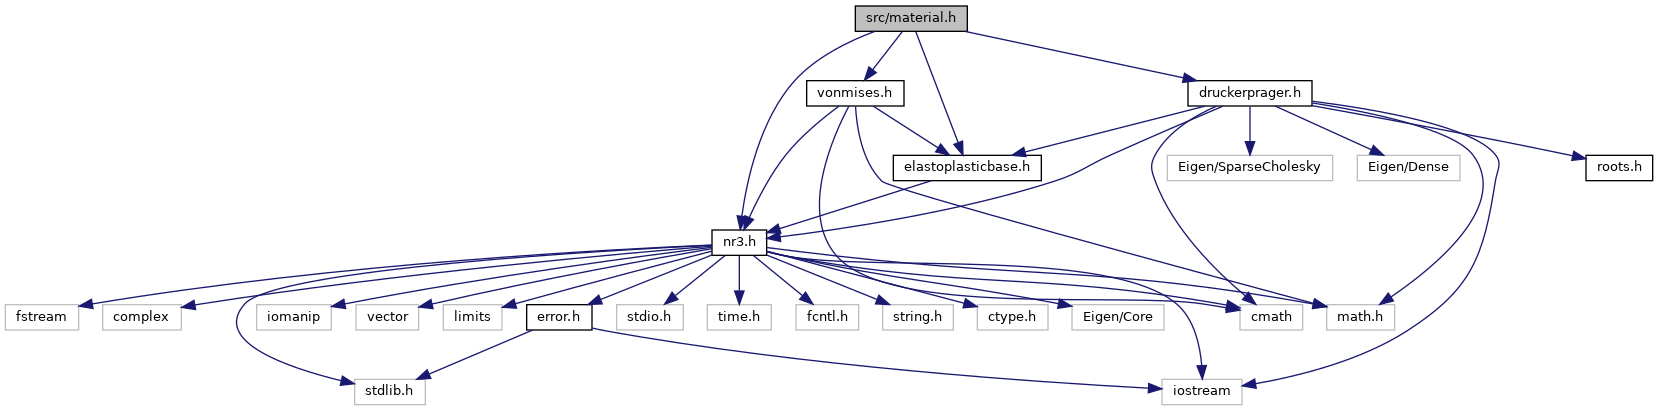 src/material.h
vonmises.h
druckerprager.h
elastoplasticbase.h
Eigen/SparseCholesky
Eigen/Dense
roots.h
nr3.h
fstream
complex
iomanip
vector
limits
error.h
stdio.h
time.h
fcntl.h
string.h
ctype.h
Eigen/Core
cmath
math.h
stdlib.h
iostream